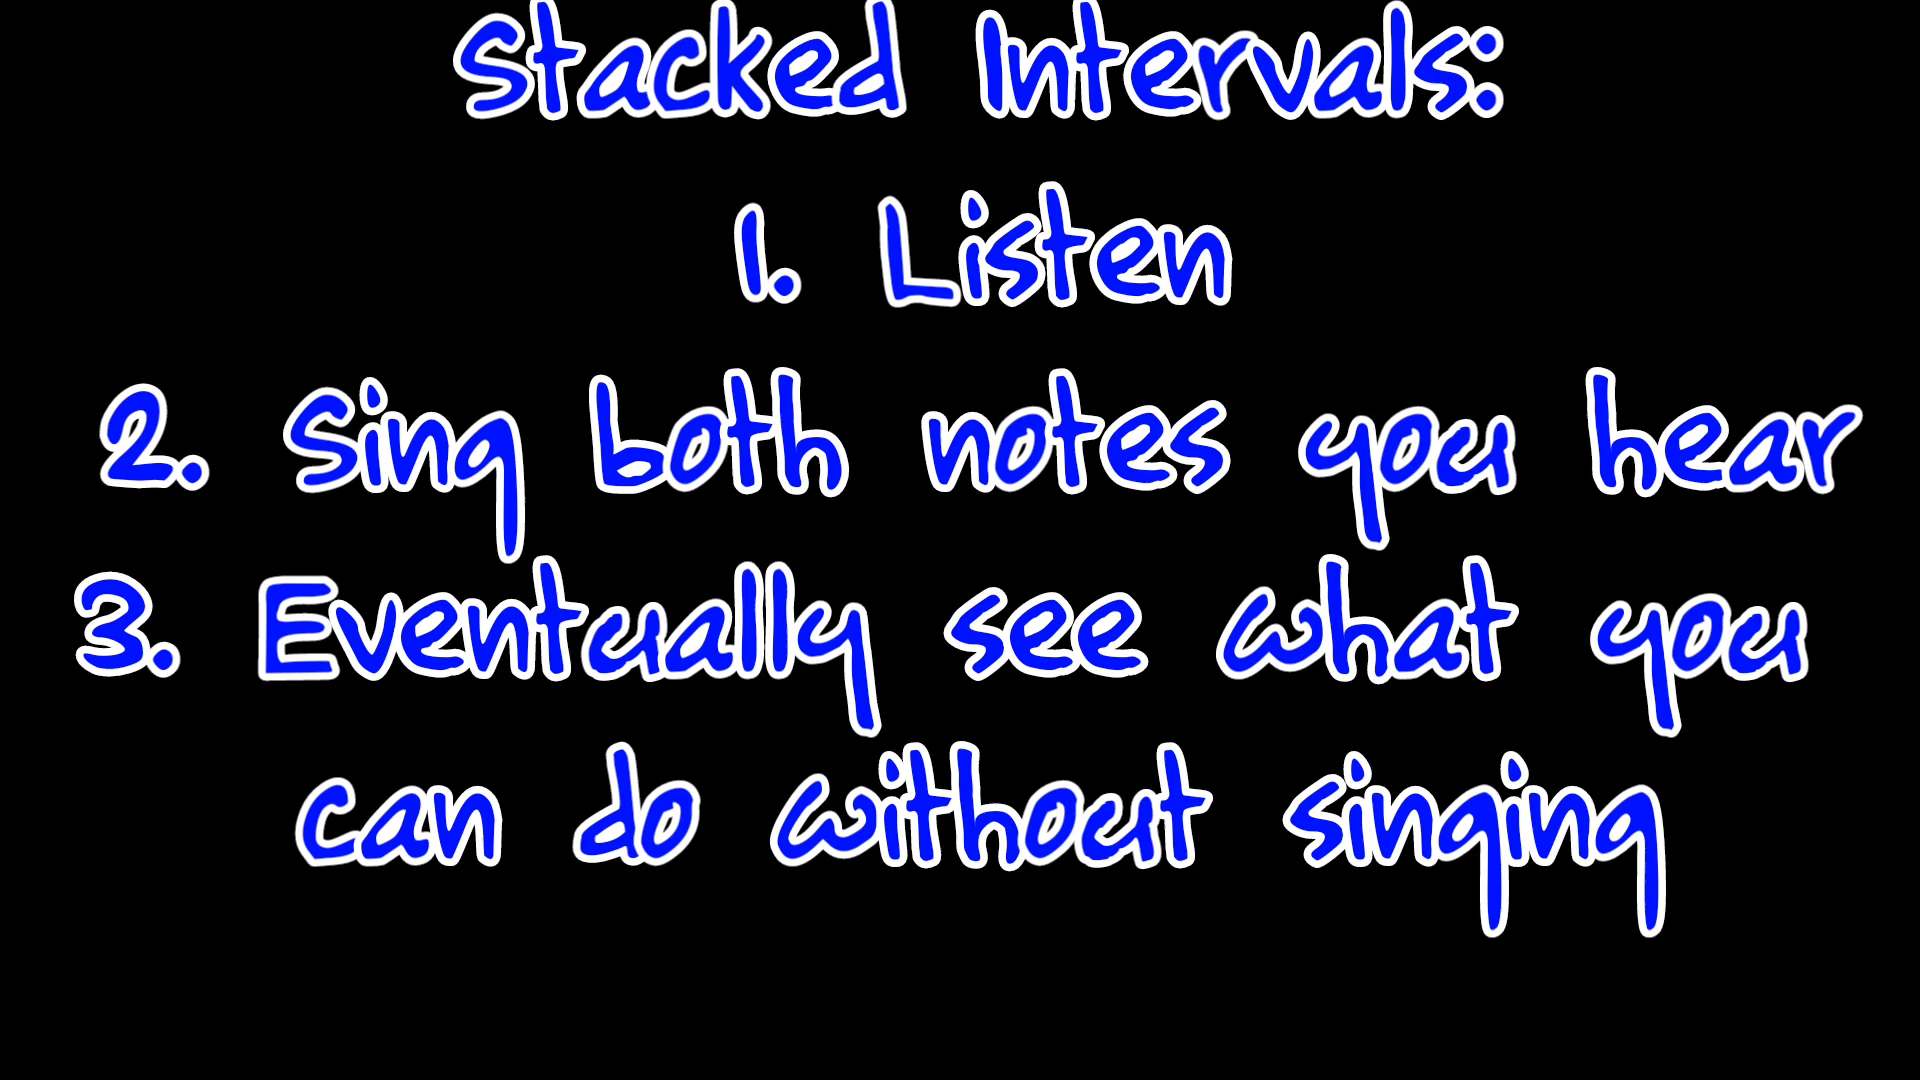 Stacked Intervals:
1. Listen
2. Sing both notes you hear
3. Eventually see what you
can do without singing